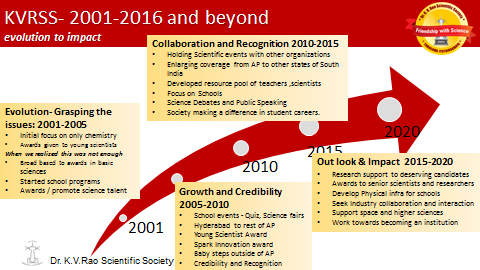 KVRSS- 2001-2016 and beyond
evolution to impact
Friendship with Science
Collaboration and Recognition 2010-2015
• Holding Scientific events with other organizations
• Enlarging coverage from AP to other states of South
India
• Developed resource pool of teachers ,scientists
• Focus on Schools
• Science Debates and Public Speaking
• Society making a difference in student careers.
Evolution- Grasping the
issues: 2001-2005
• Initial focus on only chemistry
• Awards given to young scientists
When we realized this was not enough
• Broad based to awards in basic
sciences
• Started school programs
• Awards / promote science talent
2001
2010
2015
2020
Growth and Credibility
2005-2010
• School events - Quiz, Science fairs
• Hyderabad to rest of AP
• Young Scientist Award
• Spark Innovation award
• Baby steps outside of AP
• Credibility and Recognition
Out look & Impact 2015-2020
• Research support to deserving candidates
• Awards to senior scientists and researchers
• Develop Physical infra for schools
• Seek Industry collaboration and interaction
• Support space and higher sciences
• Work towards becoming an institution
Dr. K.V.Rao Scientific Society